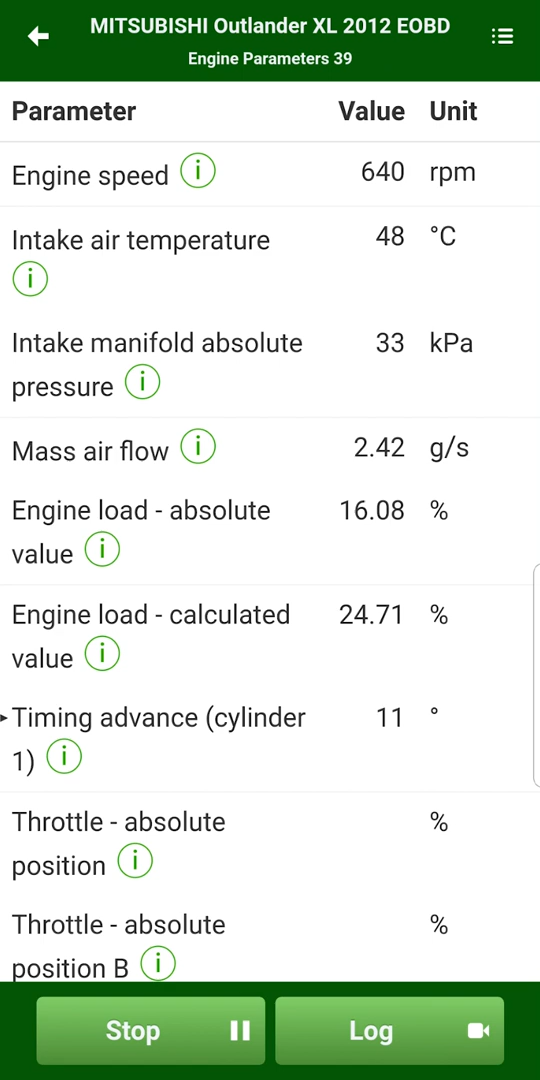 MITSUBISHI Outlander XL 2012 EOBD
Engine Parameters 39
Parameter Value Unit
Engine speed i 640 rpm
Intake air temperature 48 °C
i
Intake manifold absolute 33 kPa
pressure i
Mass air flow i 2.42 g/s
Engine load - absolute 16.08 %
value i
Engine load - calculated 24.71 %
value i
Timing advance (cylinder 11 °
1) i
Throttle - absolute %
position i
Throttle - absolute %
position B i
Stop Log